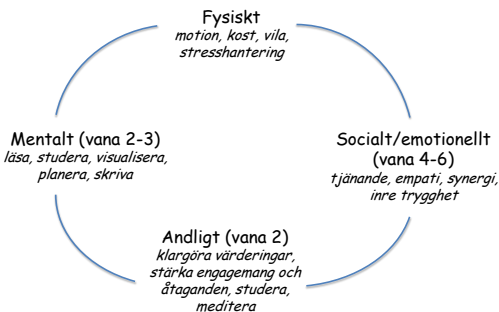 Fysiskt
motion, kost, vila,
stresshantering
Mentalt (vana 2-3)
läsa, studera, visualisera,
planera, skriva
Socialt/emotionellt
(vana 4-6)
tjänande, empati, synergi,
inre trygghet
Andligt (vana 2)
klargöra värderingar,
stärka engagemang och
åtaganden, studera,
meditera